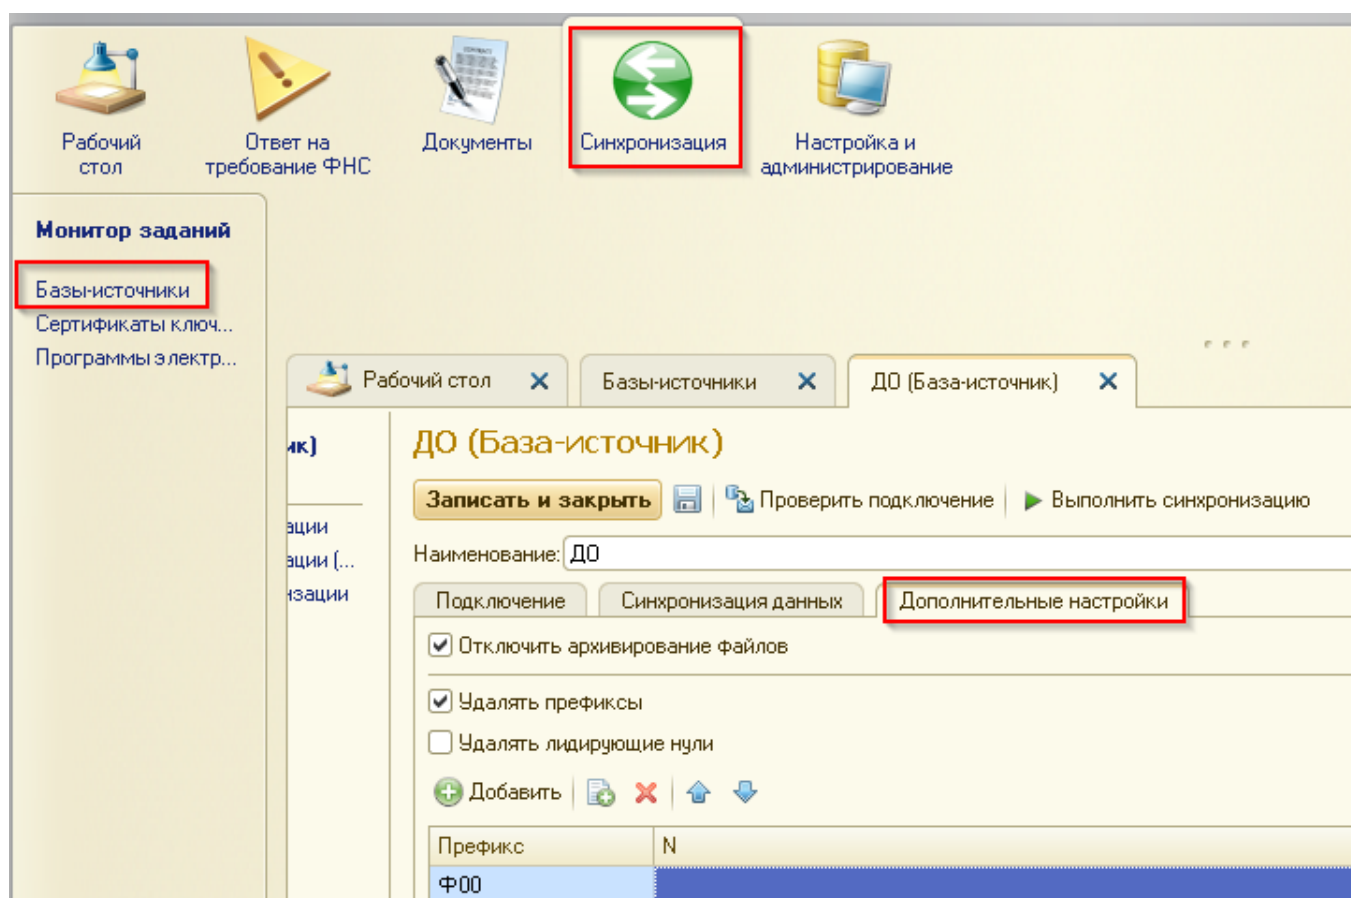 Рабочий
стол
Ответ на
требование ФНС
Документы
Синхронизация
Настройка и
администрирование
Монитор заданий
Базы-источники
Сертификаты ключ...
Программы электр...
Рабочий стол
Базы-источники
ДО (База-источник)
ик)
ации
ации (...
изации
ДО (База-источник)
Записать и закрыть
Проверить подключение
Выполнить синхронизацию
Наименование: ДО
Подключение
Синхронизация данных
Дополнительные настройки
Отключить архивирование файлов
Удалять префиксы
Удалять лидирующие нули
Добавить
Префикс N
Ф00